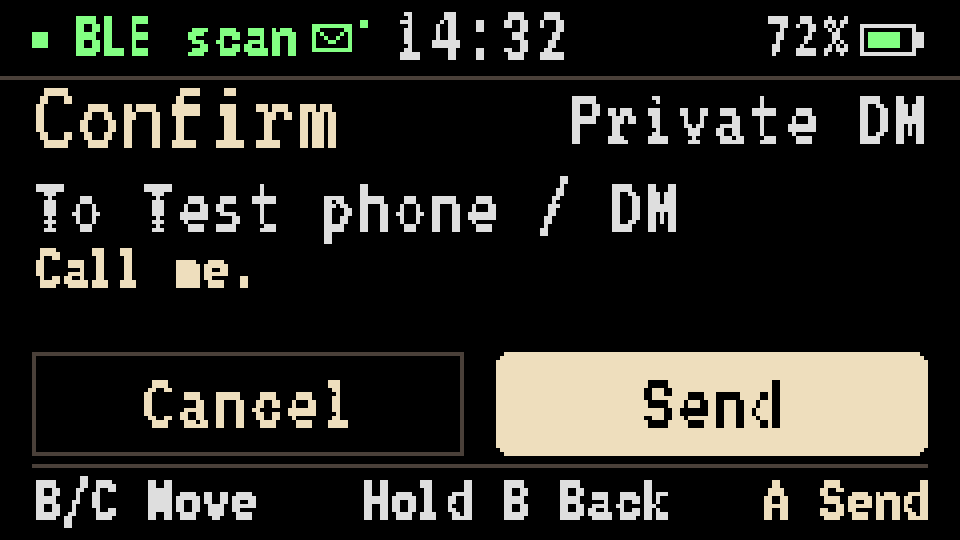 BLE scan 14:32 72%
Confirm Private DM
To Test phone / DM
Call me.
Cancel Send
B/C Move Hold B Back A Send